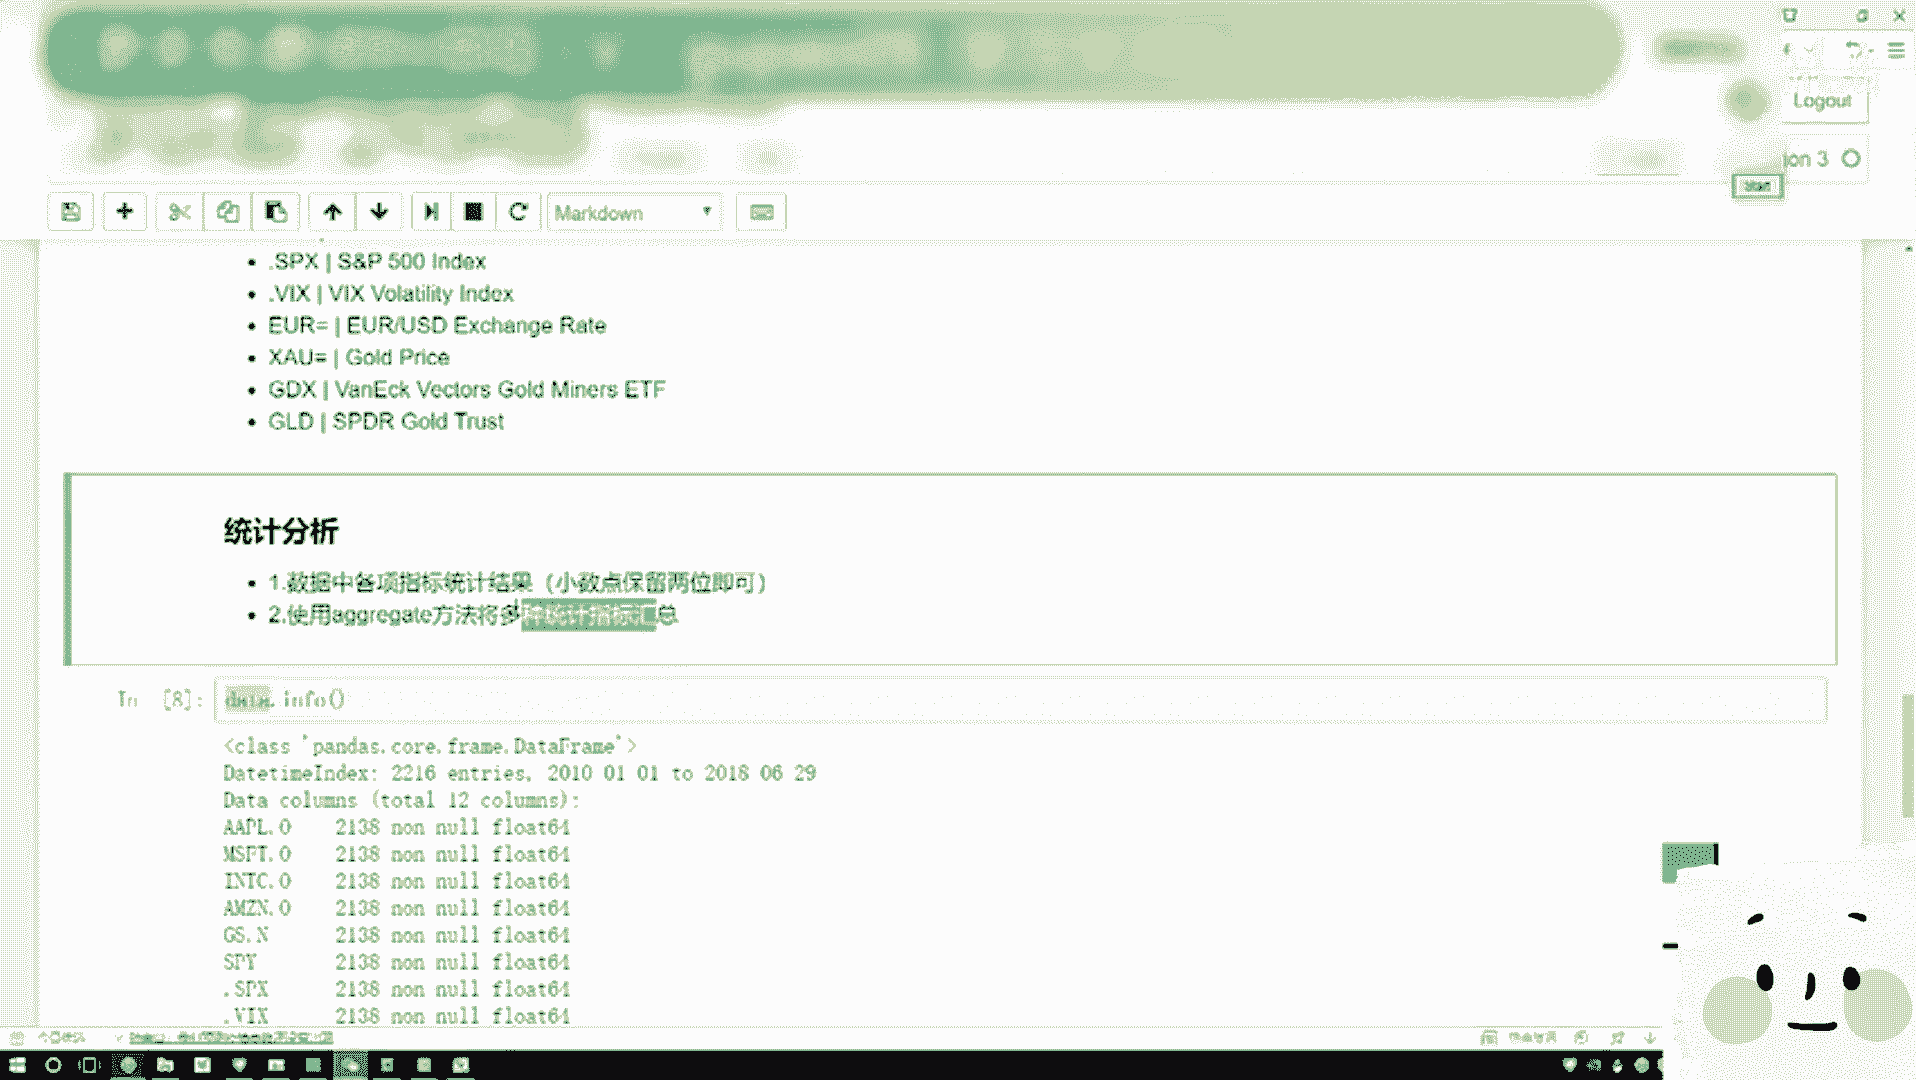 Logout
ion 3
Markdown
.SPX | S&P 500 Index
.VIX | VIX Volatility Index
EUR= | EUR/USD Exchange Rate
XAU= | Gold Price
GDX | VanEck Vectors Gold Miners ETF
GLD | SPDR Gold Trust
统计分析
1.数据中各项指标统计结果（小数点保留两位即可）
2.使用aggregate方法将多种统计指标汇总
In [8]: data.info()
<class 'pandas.core.frame.DataFrame'>
DatetimeIndex: 2216 entries, 2010-01-01 to 2018-06-29
Data columns (total 12 columns):
AAPL.O 2138 non-null float64
MSFT.O 2138 non-null float64
INTC.O 2138 non-null float64
AMZN.O 2138 non-null float64
GS.N 2138 non-null float64
SPY 2138 non-null float64
.SPX 2138 non-null float64
.VIX 2138 non-null float64